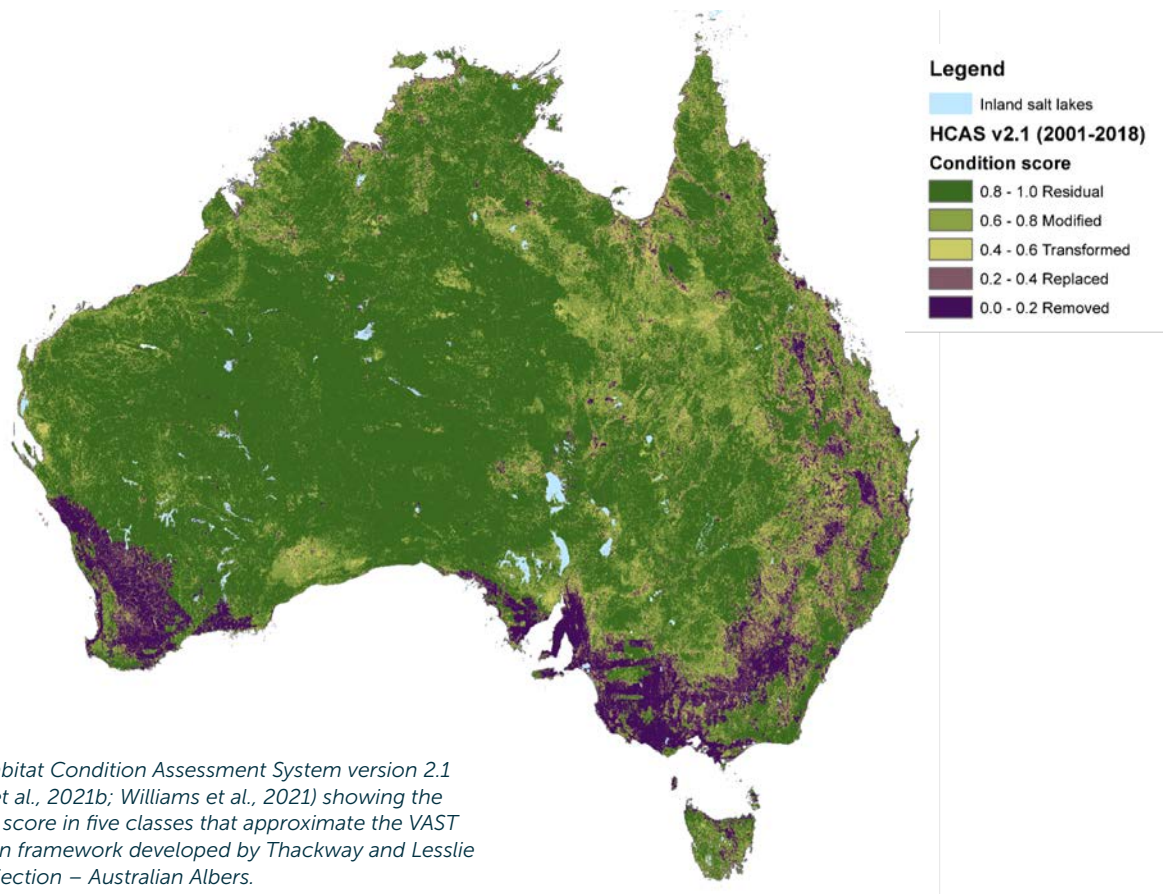 Legend
Inland salt lakes
HCAS v2.1 (2001-2018)
Condition score
0.8 - 1.0 Residual
0.6 - 0.8 Modified
0.4 - 0.6 Transformed
0.2 - 0.4 Replaced
0.0 - 0.2 Removed
bitat Condition Assessment System version 2.1
et al., 2021b; Williams et al., 2021) showing the
score in five classes that approximate the VAST
n framework developed by Thackway and Lesslie
jection – Australian Albers.